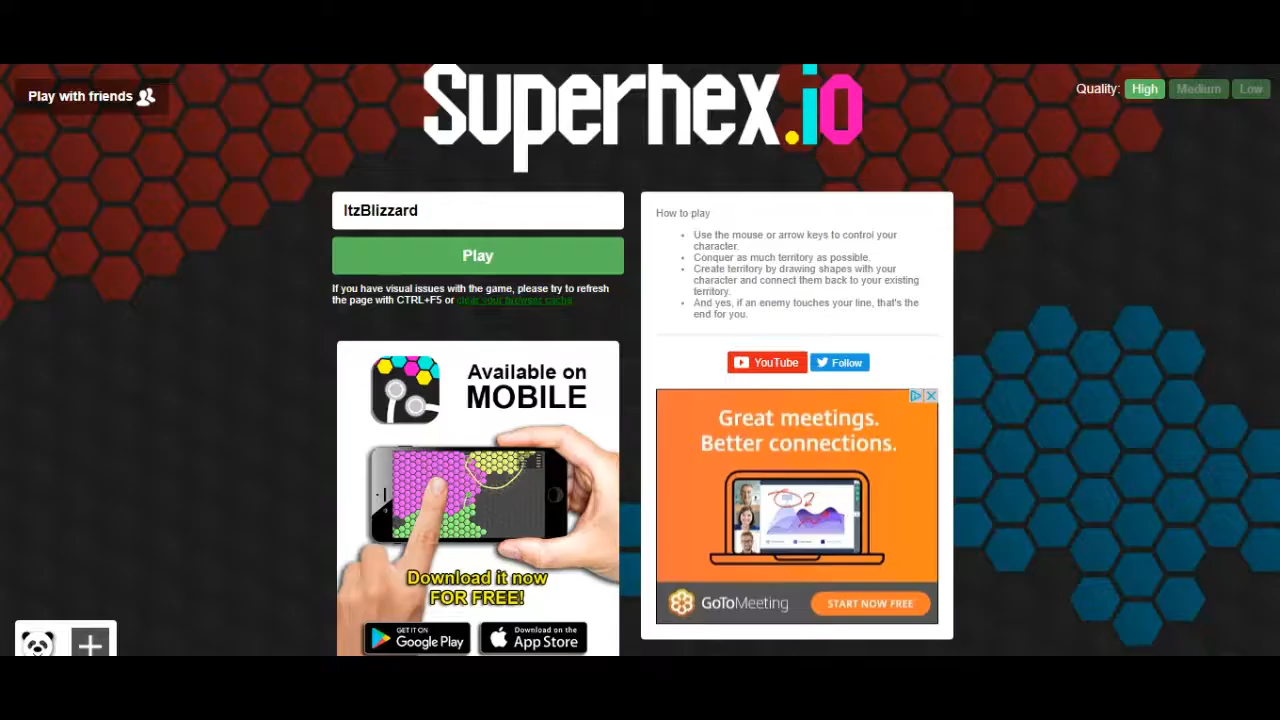 Superhex.io
Play with friends
Quality: High Medium Low
ItzBlizzard
Play
If you have visual issues with the game, please try to refresh
the page with CTRL+F5 or clear your browser cache
Available on
MOBILE
Download it now
FOR FREE!
GET IT ON
Google Play
Download on the
App Store
How to play
Use the mouse or arrow keys to control your
character.
Conquer as much territory as possible.
Create territory by drawing shapes with your
character and connect them back to your existing
territory.
And yes, if an enemy touches your line, that's the
end for you.
YouTube
Follow
Great meetings.
Better connections.
GoToMeeting
START NOW FREE